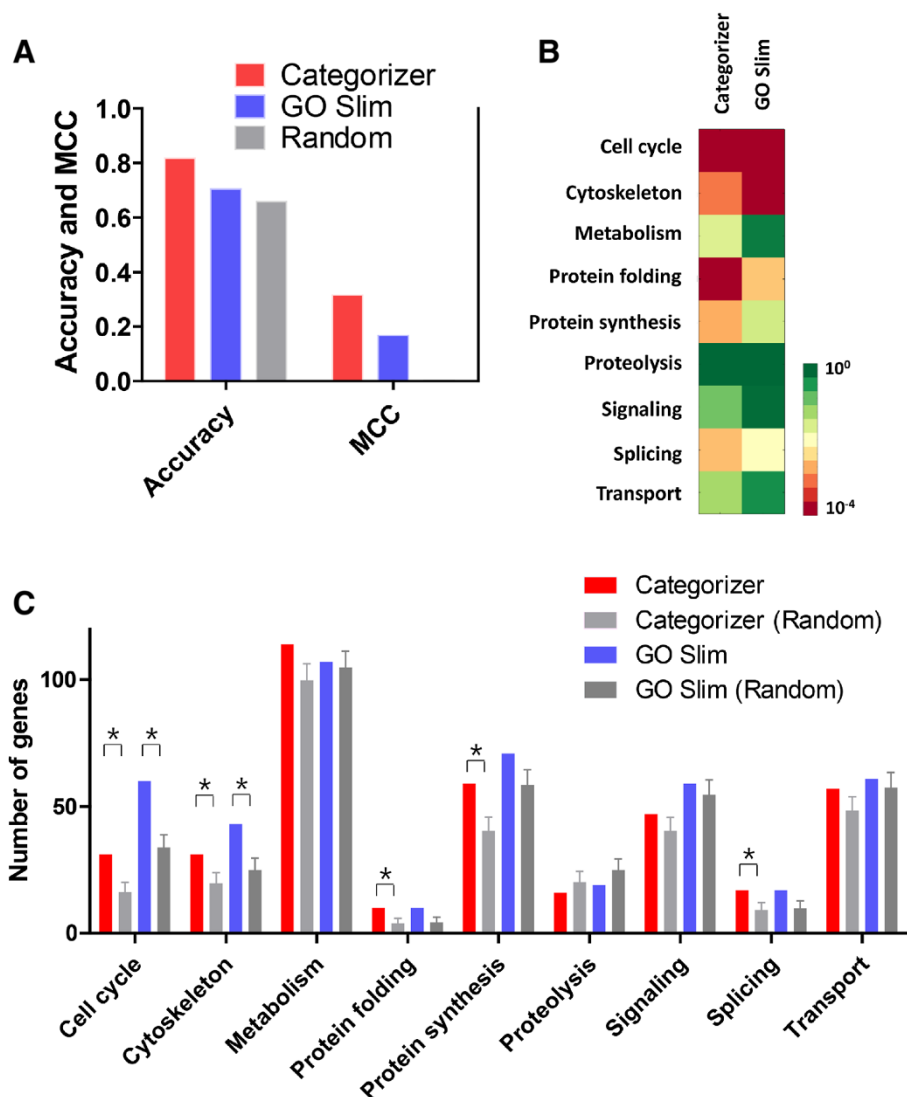 A
Categorizer
GO Slim
Random
Accuracy and MCC
1.0
0.8
0.6
0.4
0.2
0.0
Accuracy
MCC
B
Categorizer
GO Slim
Cell cycle
Cytoskeleton
Metabolism
Protein folding
Protein synthesis
Proteolysis
Signaling
Splicing
Transport
10⁰
10⁻⁴
C
Categorizer
Categorizer (Random)
GO Slim
GO Slim (Random)
Number of genes
100
50
0
* * * * * * *
Cell cycle
Cytoskeleton
Metabolism
Protein folding
Protein synthesis
Proteolysis
Signaling
Splicing
Transport